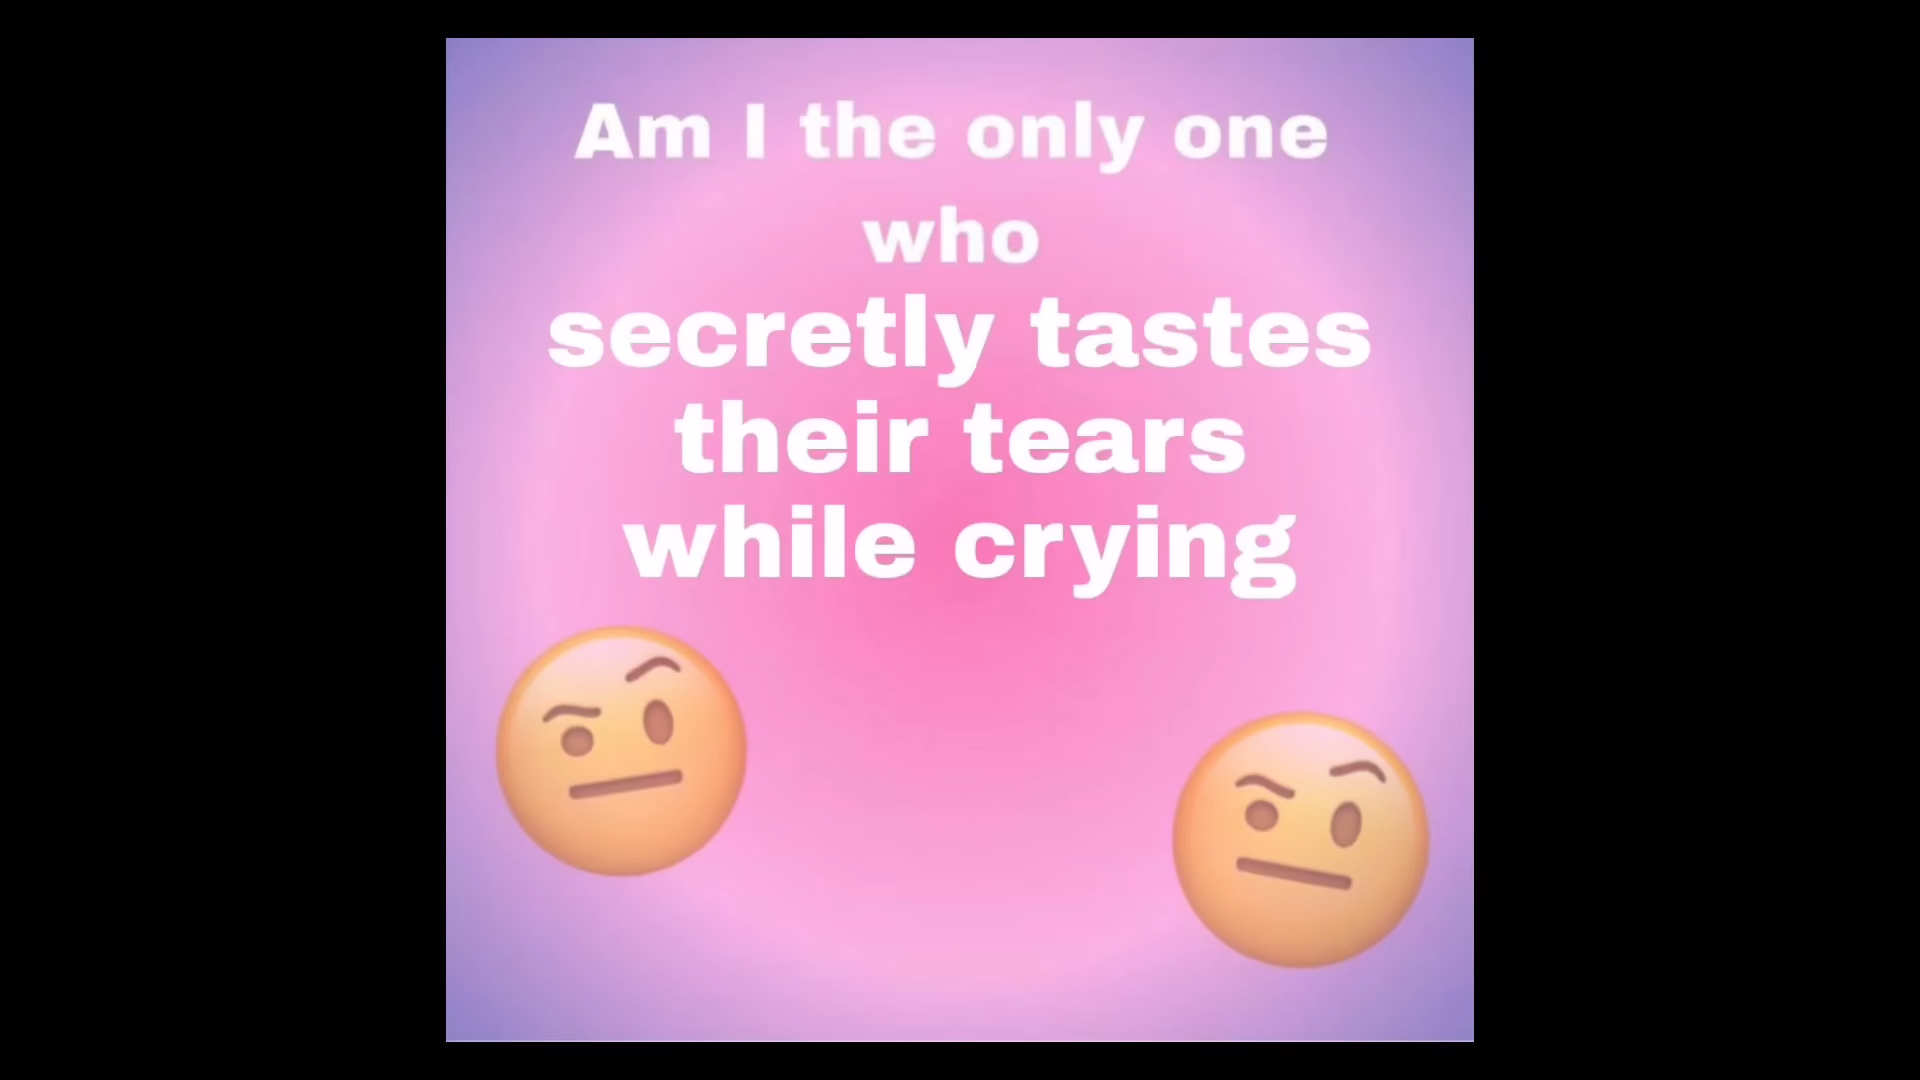 Am I the only one
who
secretly tastes
their tears
while crying